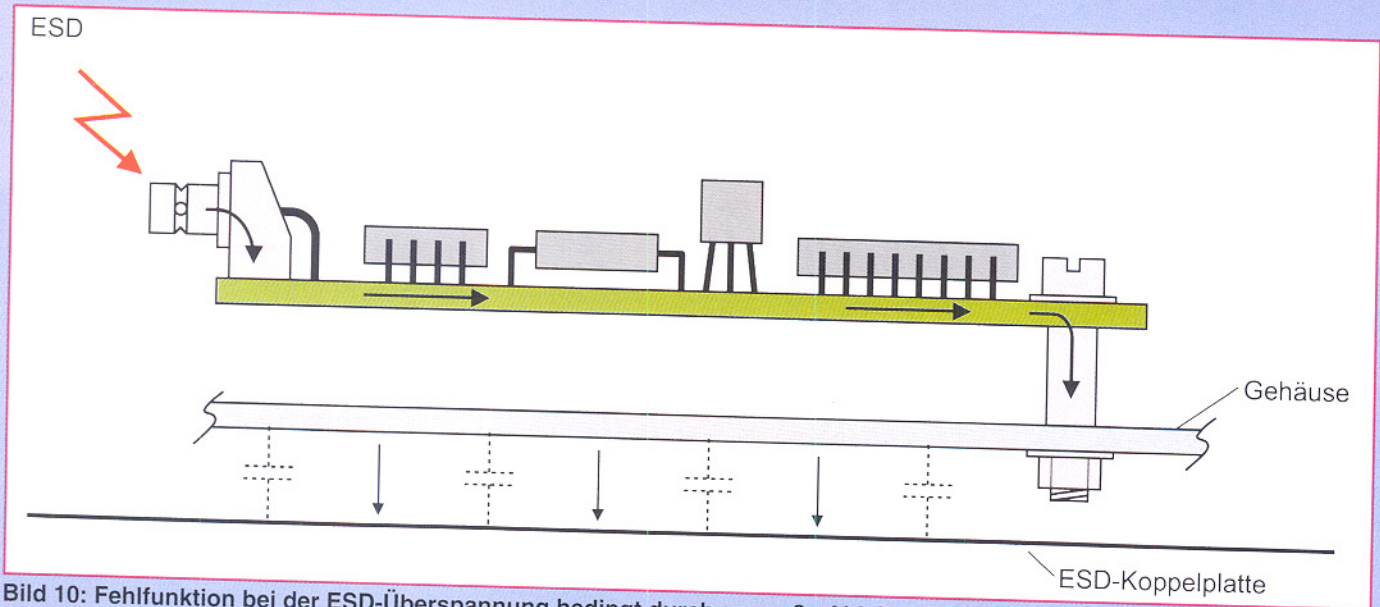 ESD
Gehäuse
ESD-Koppelplatte
Bild 10: Fehlfunktion bei der ESD-Überspannung bedingt durch